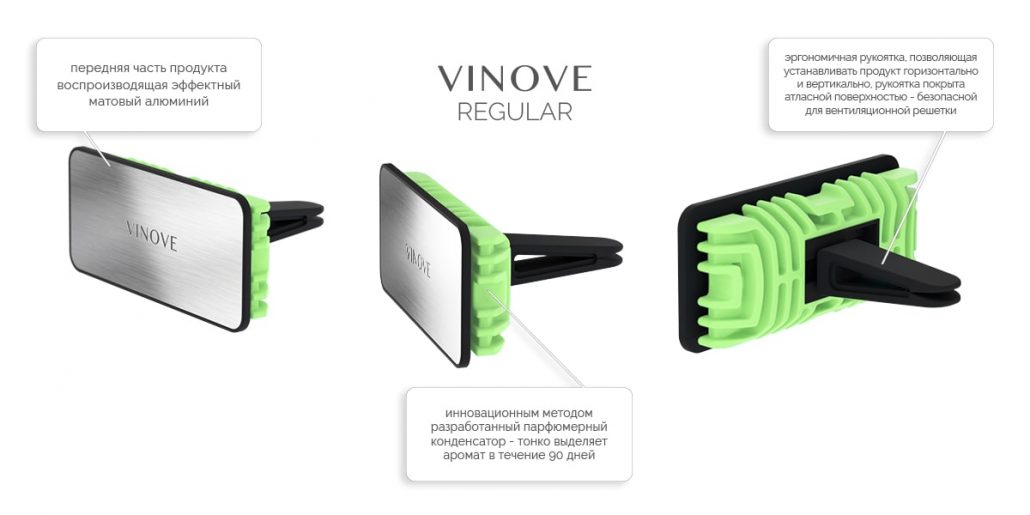 передняя часть продукта
воспроизводящая эффектный
матовый алюминий
VINOVE
REGULAR
эргономичная рукоятка, позволяющая
устанавливать продукт горизонтально
и вертикально, рукоятка покрыта
атласной поверхностью - безопасной
для вентиляционной решетки
VINOVE
VINOVE
инновационным методом
разработанный парфюмерный
конденсатор - тонко выделяет
аромат в течение 90 дней